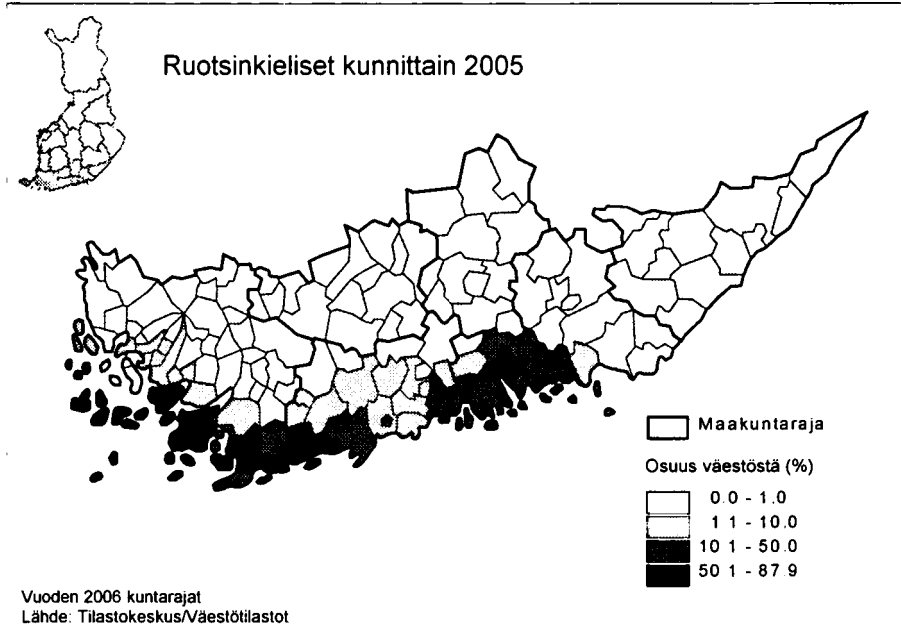 Ruotsinkieliset kunnittain 2005
Maakuntaraja
Osuus väestöstä (%)
0.0 - 1.0
1 1 - 10.0
10 1 - 50.0
50 1 - 87 9
Vuoden 2006 kuntarajat
Lähde: Tilastokeskus/Väestötilastot